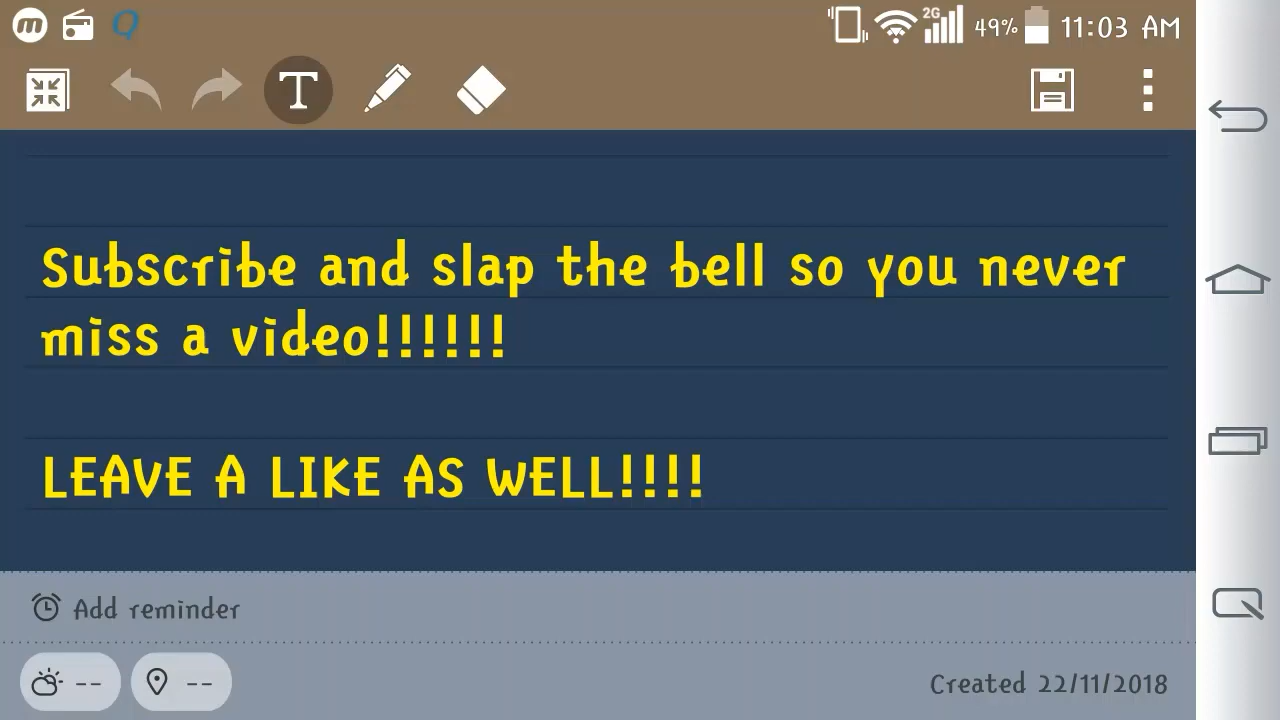 m Q 2G 49% 11:03 AM
T
Subscribe and slap the bell so you never
miss a video!!!!!!
LEAVE A LIKE AS WELL!!!!
Add reminder
-- -- Created 22/11/2018